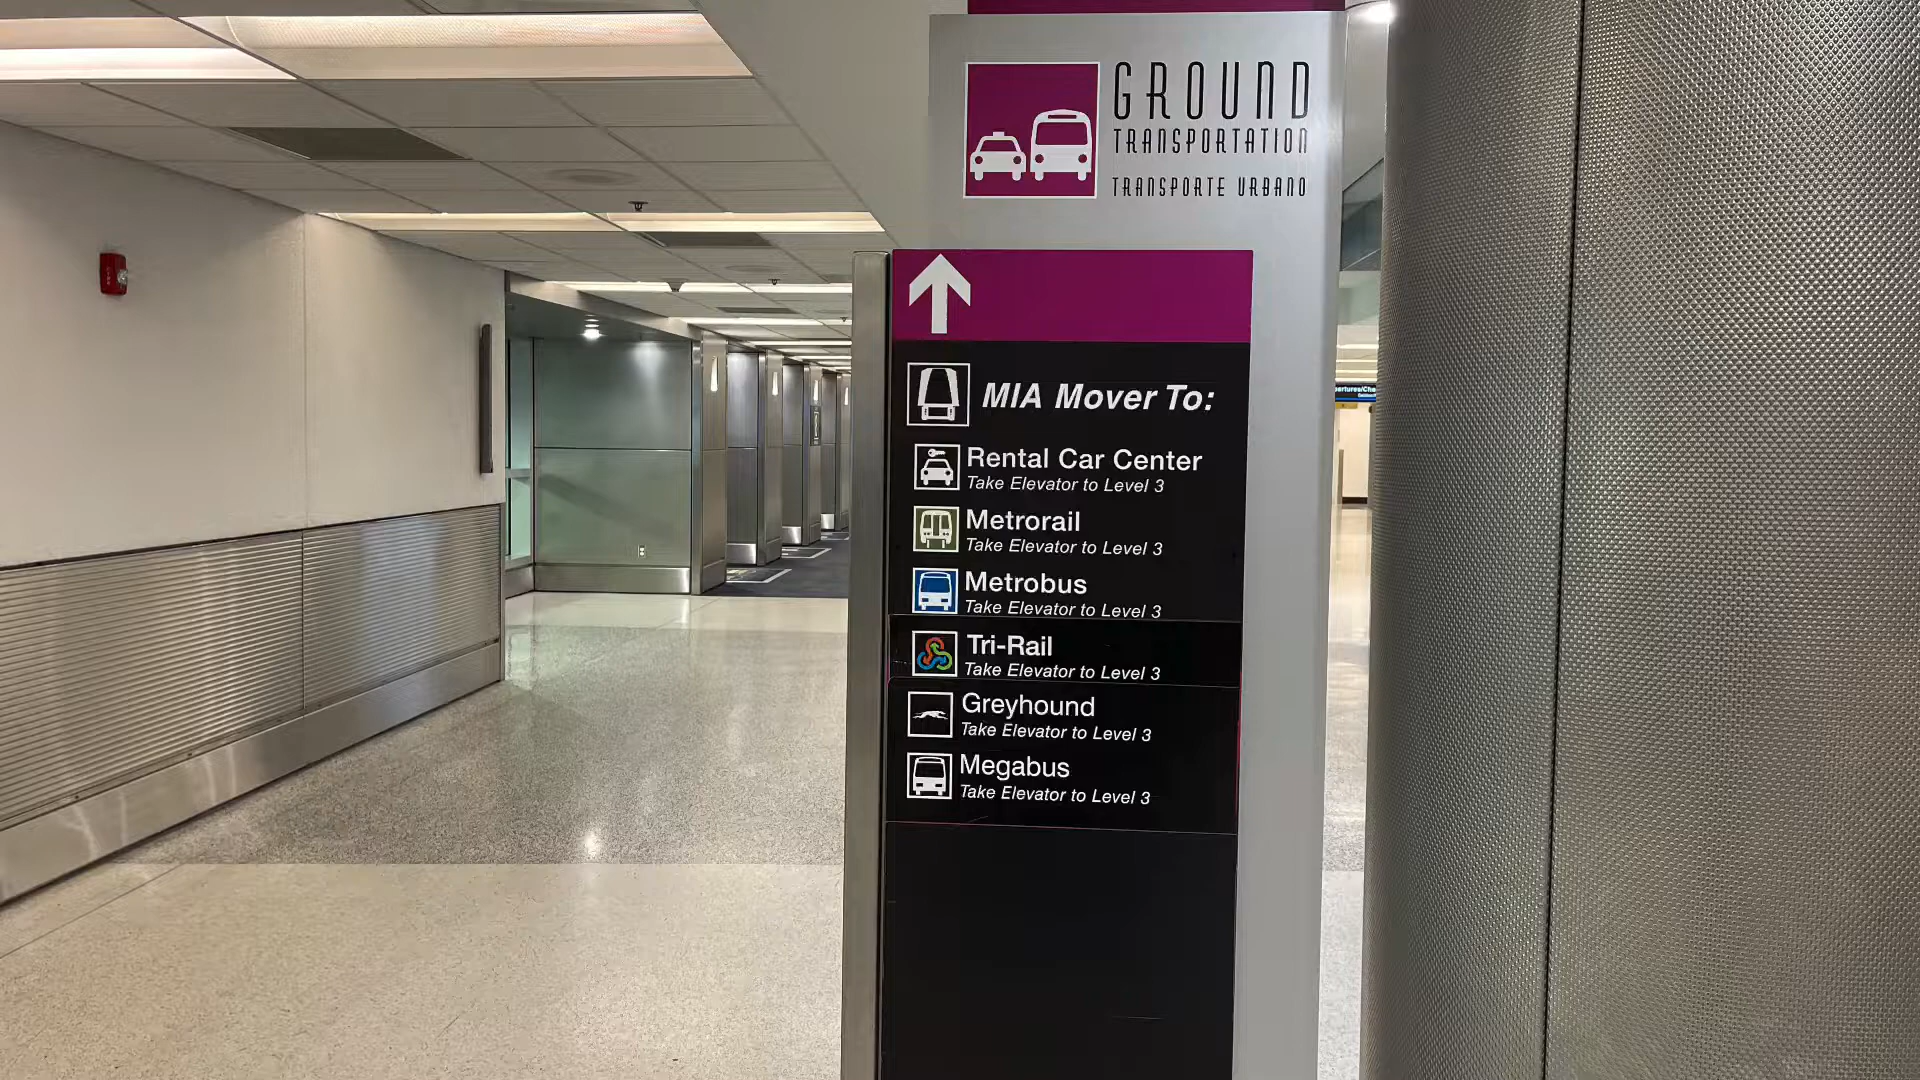 GROUND
TRANSPORTATION
TRANSPORTE URBANO
MIA Mover To:
Rental Car Center
Take Elevator to Level 3
Metrorail
Take Elevator to Level 3
Metrobus
Take Elevator to Level 3
Tri-Rail
Take Elevator to Level 3
Greyhound
Take Elevator to Level 3
Megabus
Take Elevator to Level 3